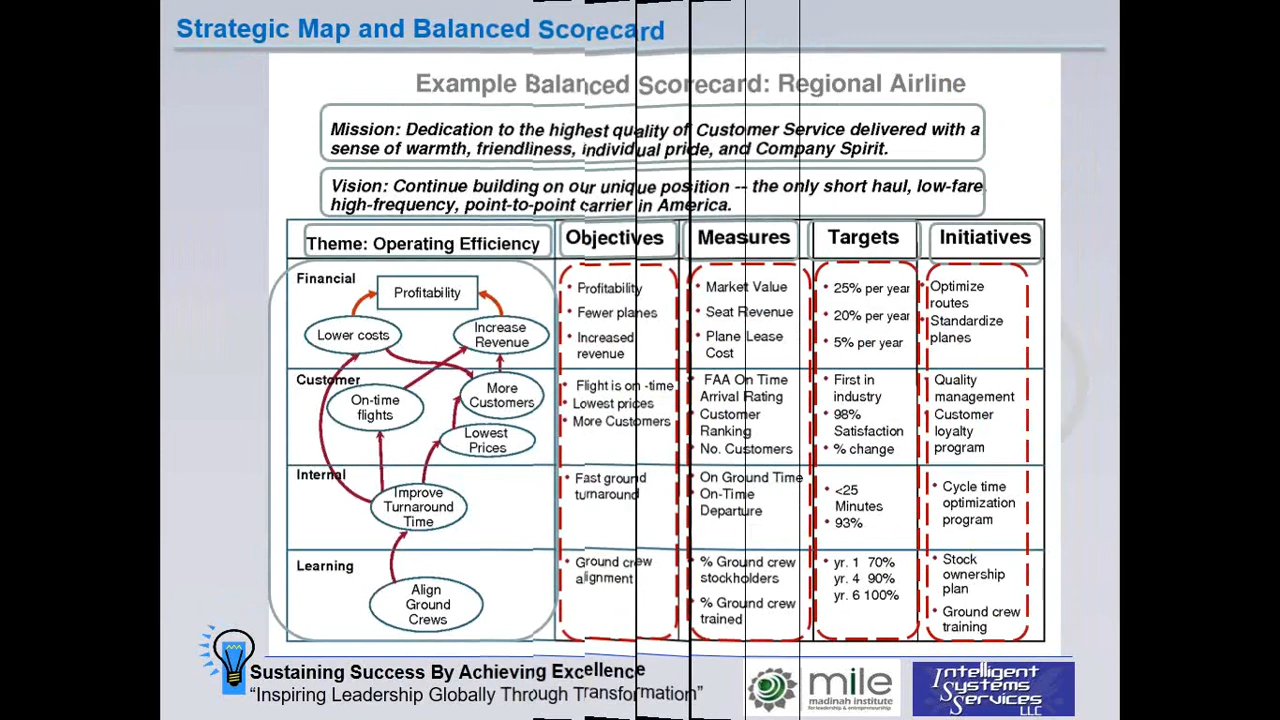 Strategic Map and Balanced Scorecard
Example Balanced Scorecard: Regional Airline
Mission: Dedication to the highest quality of Customer Service delivered with a
sense of warmth, friendliness, individual pride, and Company Spirit.
Vision: Continue building on our unique position -- the only short haul, low-fare
high-frequency, point-to-point carrier in America.
Theme: Operating Efficiency
Objectives
Measures
Targets
Initiatives
Financial
Profitability
Lower costs
Increase
Revenue
• Profitability
• Fewer planes
• Increased
revenue
• Market Value
• Seat Revenue
• Plane Lease
Cost
• 25% per year
• 20% per year
• 5% per year
• Optimize
routes
• Standardize
planes
Customer
On-time
flights
More
Customers
Lowest
Prices
• Flight is on -time
• Lowest prices
• More Customers
• FAA On Time
Arrival Rating
• Customer
Ranking
• No. Customers
• First in
industry
• 98%
Satisfaction
• % change
• Quality
management
• Customer
loyalty
program
Internal
Improve
Turnaround
Time
• Fast ground
turnaround
• On Ground Time
• On-Time
Departure
• <25
Minutes
• 93%
• Cycle time
optimization
program
Learning
Align
Ground
Crews
• Ground crew
alignment
• % Ground crew
stockholders
• % Ground crew
trained
• yr. 1 70%
• yr. 4 90%
• yr. 6 100%
• Stock
ownership
plan
• Ground crew
training
Sustaining Success By Achieving Excellence
“Inspiring Leadership Globally Through Transformation”
mile
madinah institute
for leadership & entrepreneurship
Intelligent
Systems
Services
LLC